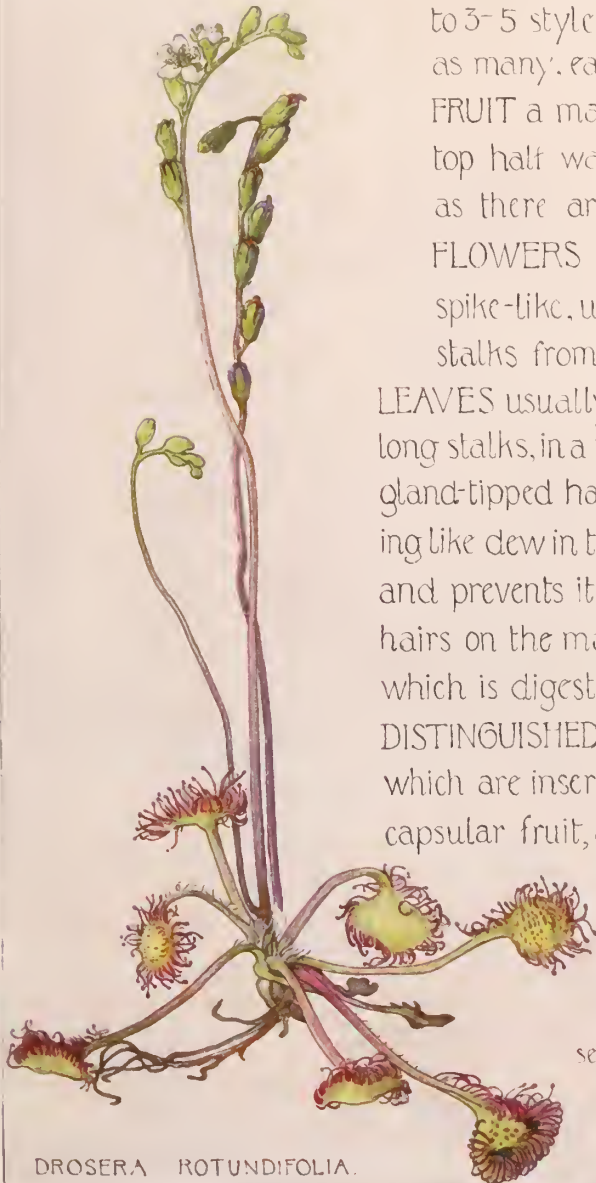 to 3-5 style
as many, ea
FRUIT a ma
top half wa
as there ar
FLOWERS
spike-like, u
stalks from
LEAVES usually
long stalks, in a
gland-tipped ha
ing like dew in t
and prevents it
hairs on the ma
which is digest
DISTINGUISHED
which are inser
capsular fruit,
se
DROSERA ROTUNDIFOLIA.